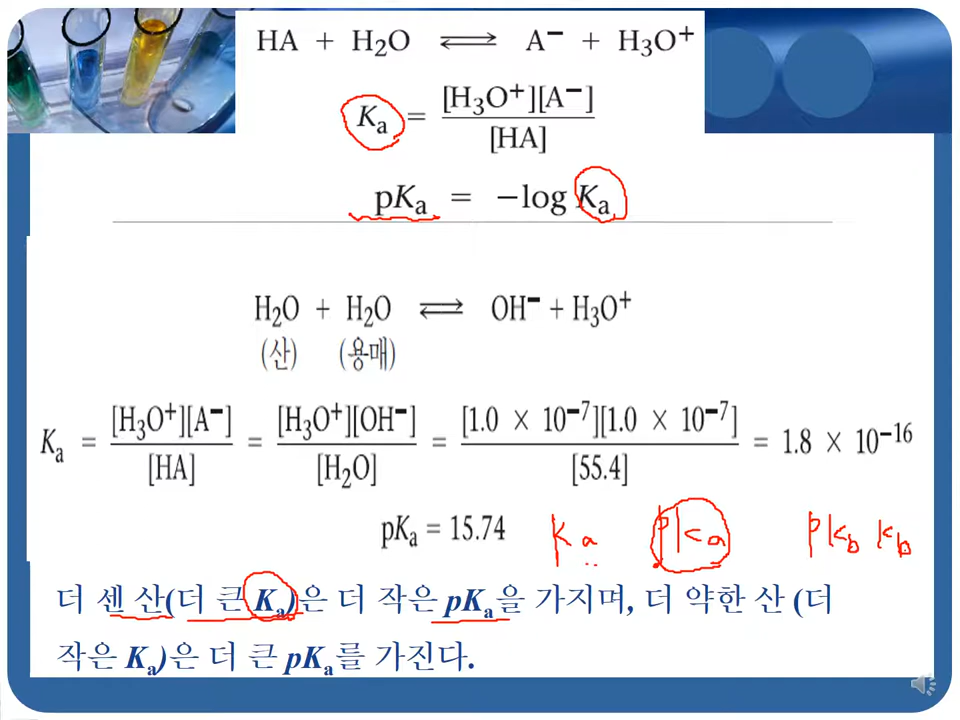 HA + H₂O ⇌ A⁻ + H₃O⁺
Kₐ = [H₃O⁺][A⁻] / [HA]
pKₐ = −log Kₐ
H₂O + H₂O ⇌ OH⁻ + H₃O⁺
(산) (용매)
Kₐ = [H₃O⁺][A⁻] / [HA] = [H₃O⁺][OH⁻] / [H₂O] = [1.0 × 10⁻⁷][1.0 × 10⁻⁷] / [55.4] = 1.8 × 10⁻¹⁶
pKₐ = 15.74 Ka pKa pKb Kb
더 센 산(더 큰 Kₐ)은 더 작은 pKₐ을 가지며, 더 약한 산 (더
작은 Kₐ)은 더 큰 pKₐ를 가진다.